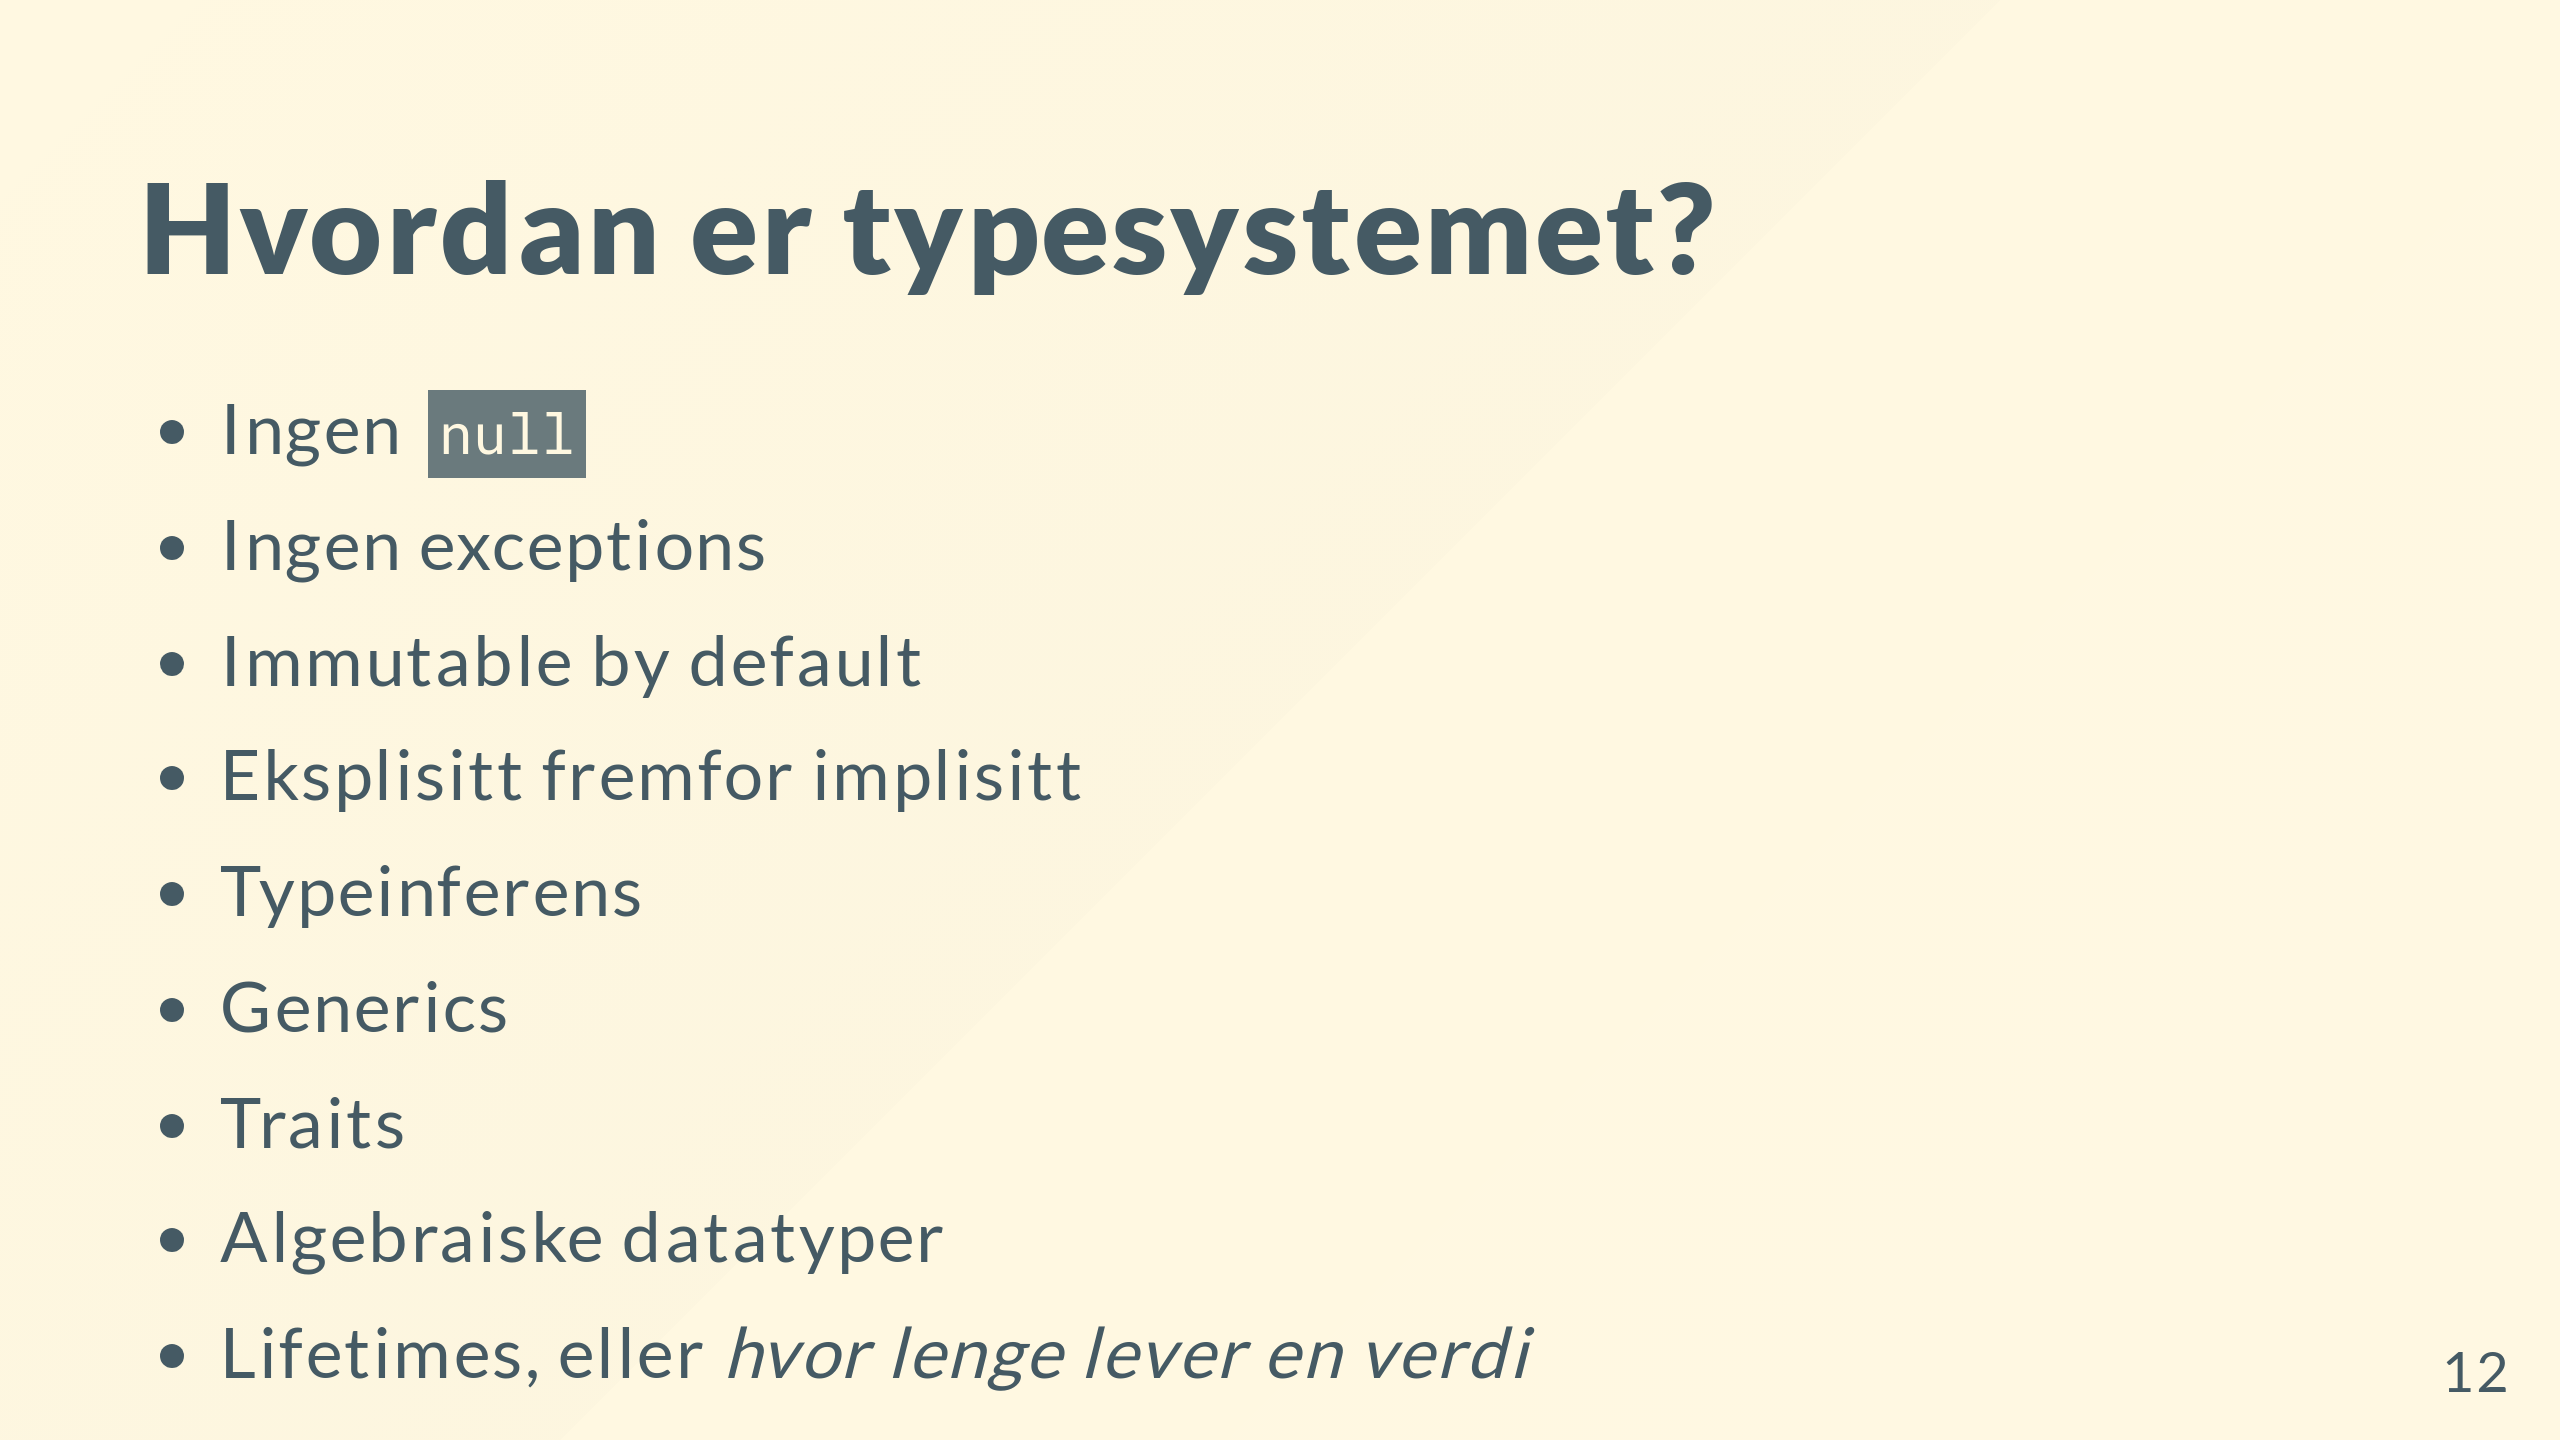 Hvordan er typesystemet?
Ingen null
Ingen exceptions
Immutable by default
Eksplisitt fremfor implisitt
Typeinferens
Generics
Traits
Algebraiske datatyper
Lifetimes, eller hvor lenge lever en verdi
12